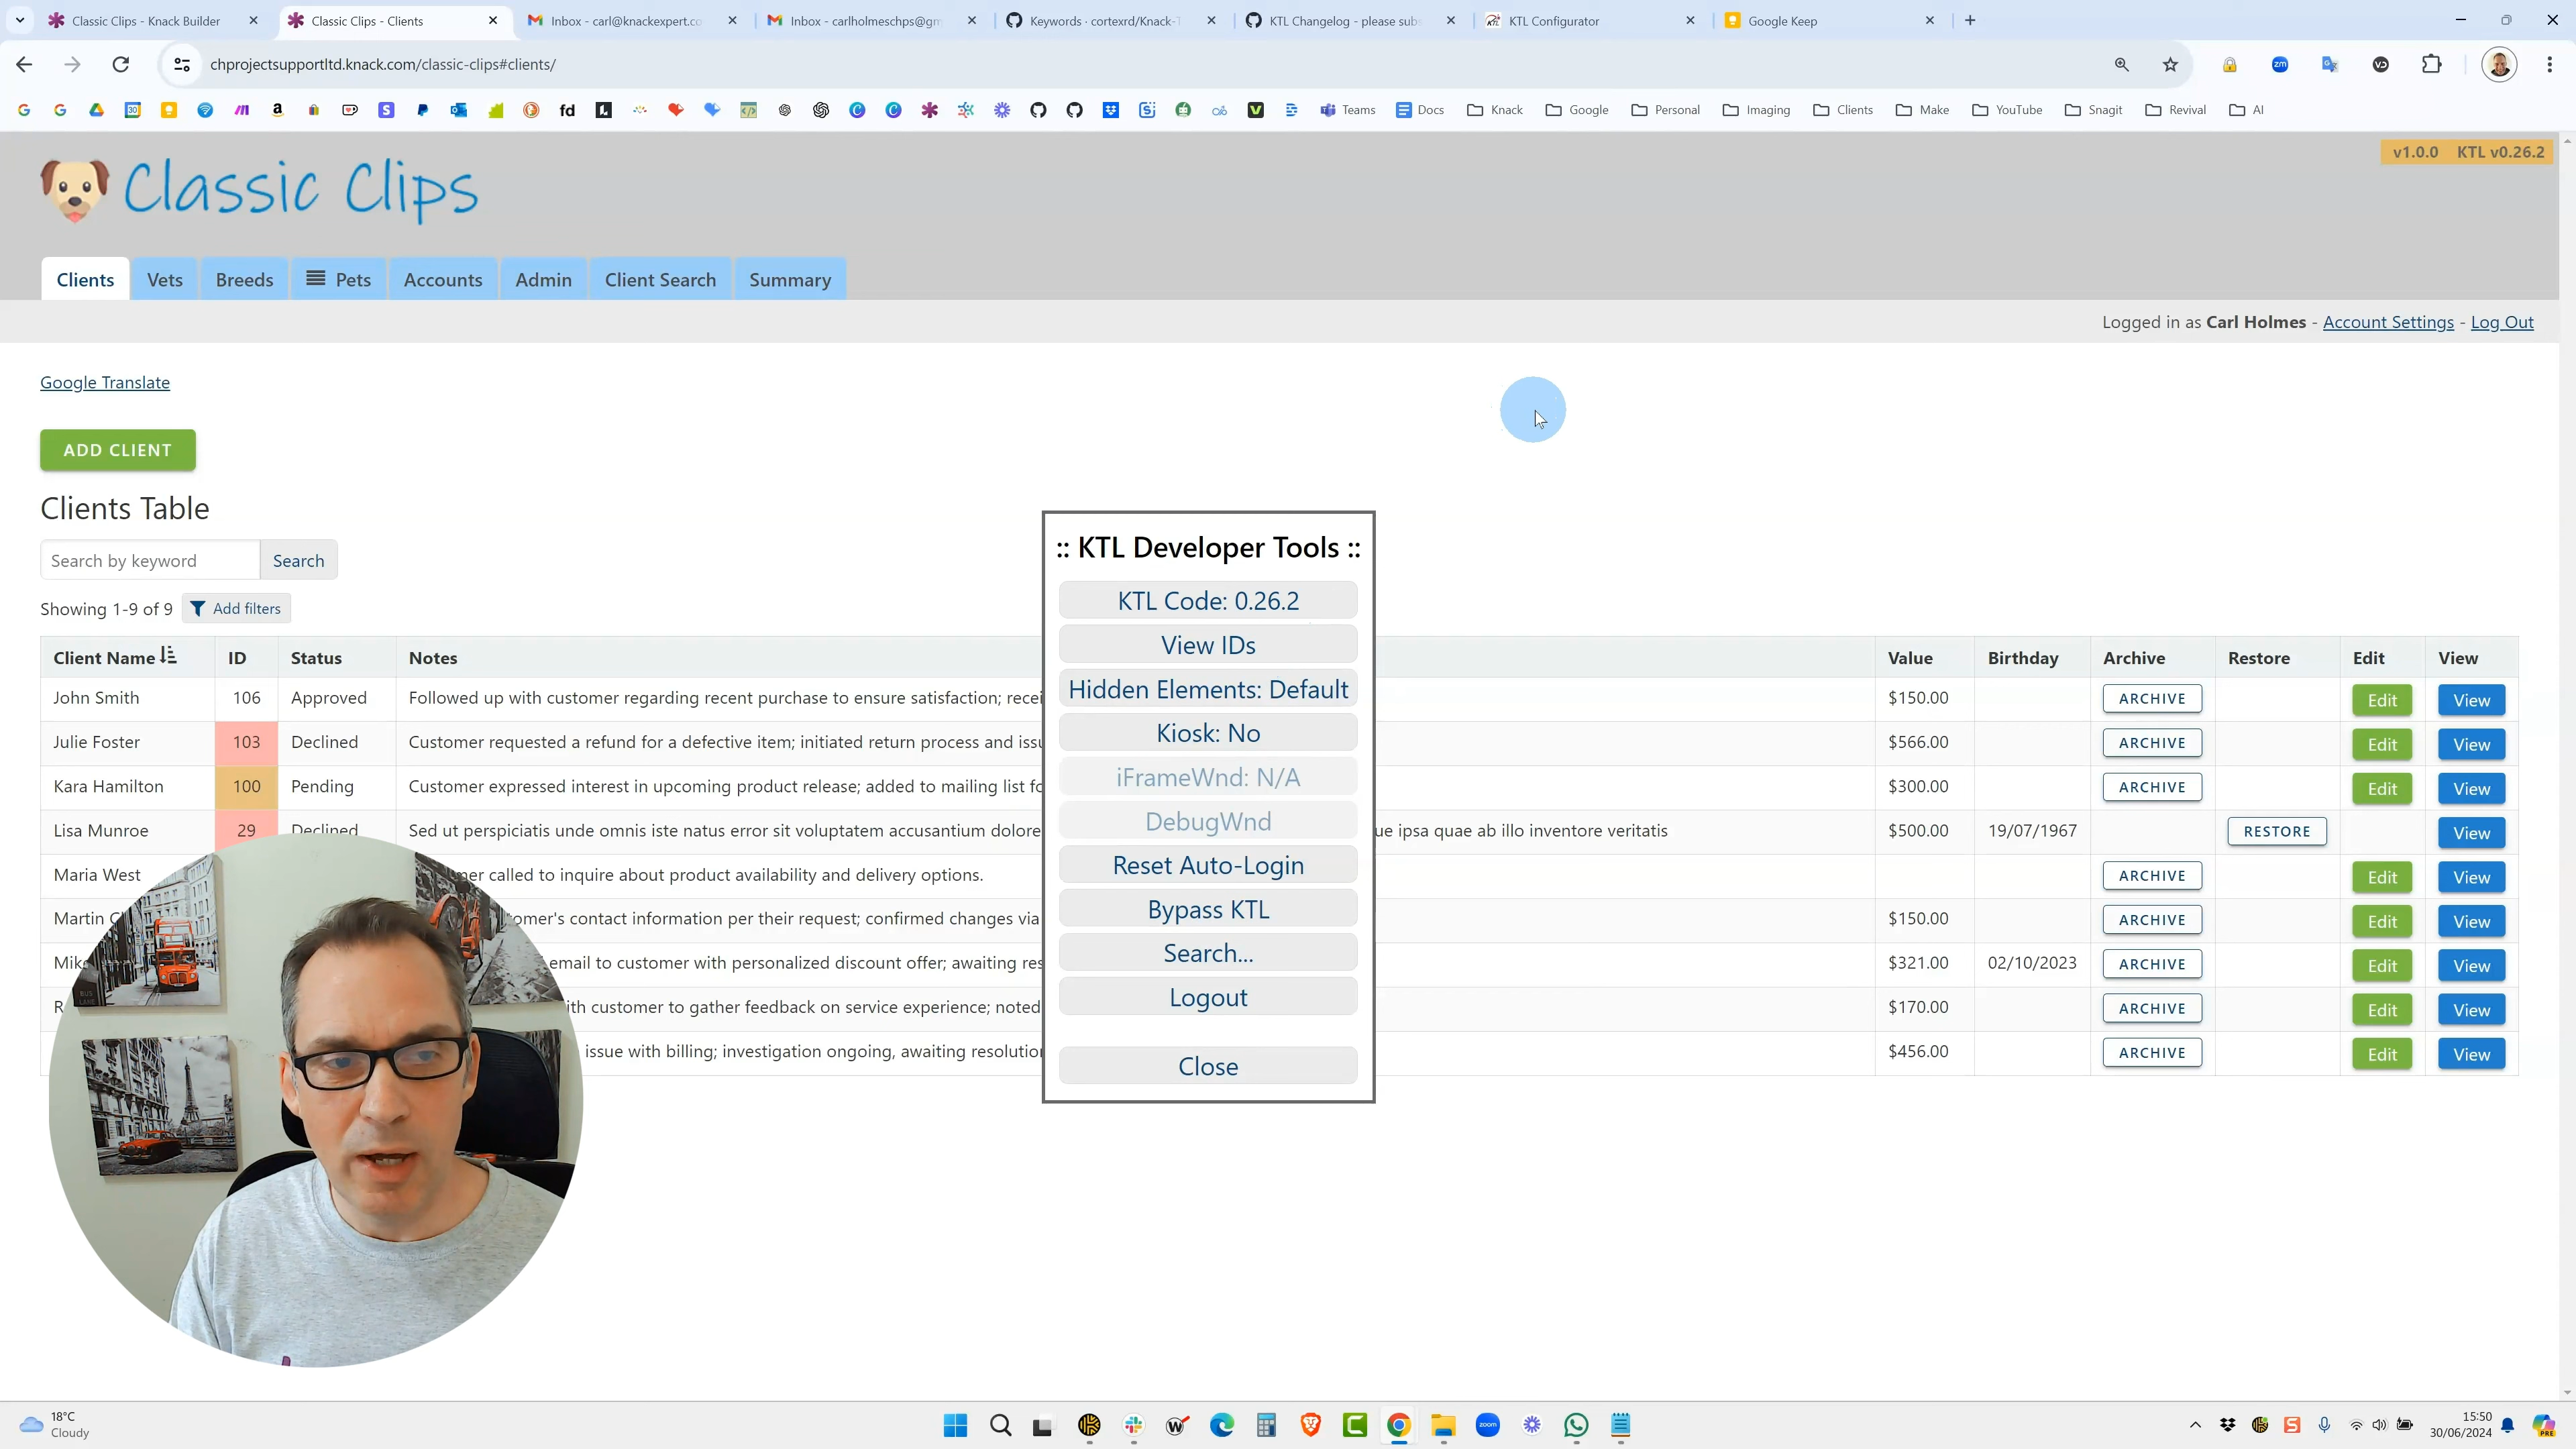 Classic Clips - Knack Builder
Classic Clips - Clients
Inbox - carl@knackexpert.co
Inbox - carlholmeschps@gm
Keywords · cortexrd/Knack-T
KTL Changelog - please subs
KTL Configurator
Google Keep
chprojectsupportltd.knack.com/classic-clips#clients/
Teams
Docs
Knack
Google
Personal
Imaging
Clients
Make
YouTube
Snagit
Revival
AI
v1.0.0 KTL v0.26.2
Classic Clips
Clients
Vets
Breeds
Pets
Accounts
Admin
Client Search
Summary
Logged in as Carl Holmes - Account Settings - Log Out
Google Translate
ADD CLIENT
Clients Table
Search by keyword
Search
Showing 1-9 of 9
Add filters
Client Name ID Status Notes Value Birthday Archive Restore Edit View
John Smith 106 Approved Followed up with customer regarding recent purchase to ensure satisfaction; recei $150.00 ARCHIVE Edit View
Julie Foster 103 Declined Customer requested a refund for a defective item; initiated return process and issu $566.00 ARCHIVE Edit View
Kara Hamilton 100 Pending Customer expressed interest in upcoming product release; added to mailing list fo $300.00 ARCHIVE Edit View
Lisa Munroe 29 Declined Sed ut perspiciatis unde omnis iste natus error sit voluptatem accusantium dolore ue ipsa quae ab illo inventore veritatis $500.00 19/07/1967 RESTORE View
Maria West called to inquire about product availability and delivery options. ARCHIVE Edit View
Martin omer's contact information per their request; confirmed changes via $150.00 ARCHIVE Edit View
Mik email to customer with personalized discount offer; awaiting res $321.00 02/10/2023 ARCHIVE Edit View
R ith customer to gather feedback on service experience; noted $170.00 ARCHIVE Edit View
issue with billing; investigation ongoing, awaiting resolution $456.00 ARCHIVE Edit View
:: KTL Developer Tools ::
KTL Code: 0.26.2
View IDs
Hidden Elements: Default
Kiosk: No
iFrameWnd: N/A
DebugWnd
Reset Auto-Login
Bypass KTL
Search...
Logout
Close
18°C
Cloudy
15:50
30/06/2024